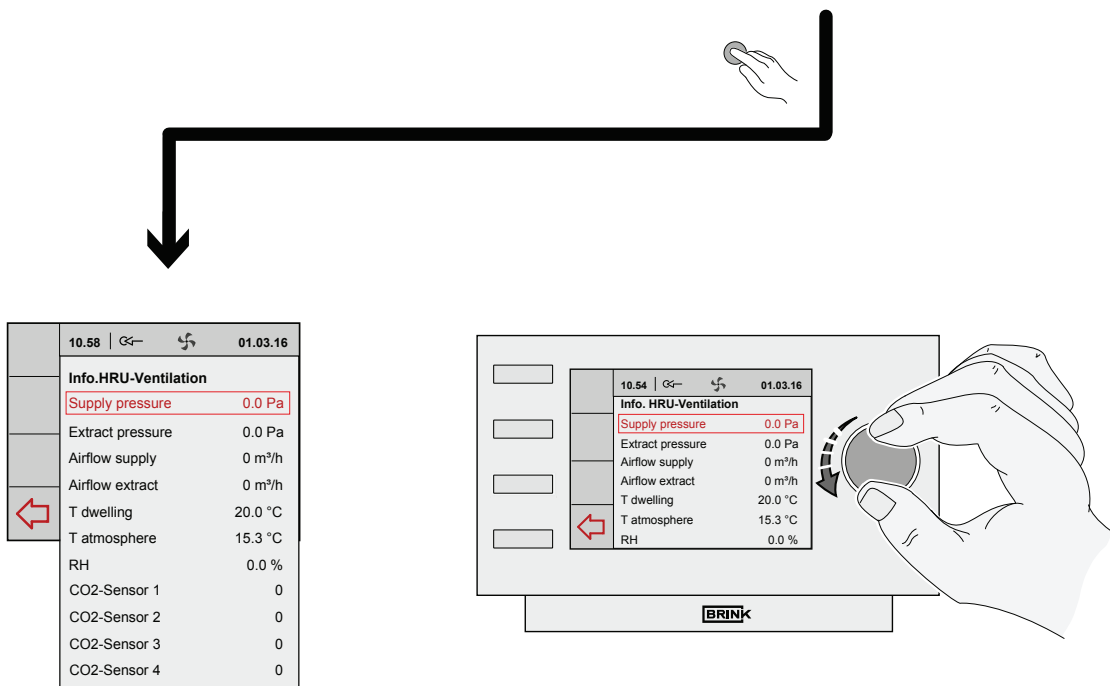 10.58 01.03.16
Info.HRU-Ventilation
Supply pressure 0.0 Pa
Extract pressure 0.0 Pa
Airflow supply 0 m³/h
Airflow extract 0 m³/h
T dwelling 20.0 °C
T atmosphere 15.3 °C
RH 0.0 %
CO2-Sensor 1 0
CO2-Sensor 2 0
CO2-Sensor 3 0
CO2-Sensor 4 0
10.54 01.03.16
Info. HRU-Ventilation
Supply pressure 0.0 Pa
Extract pressure 0.0 Pa
Airflow supply 0 m³/h
Airflow extract 0 m³/h
T dwelling 20.0 °C
T atmosphere 15.3 °C
RH 0.0 %
BRINK